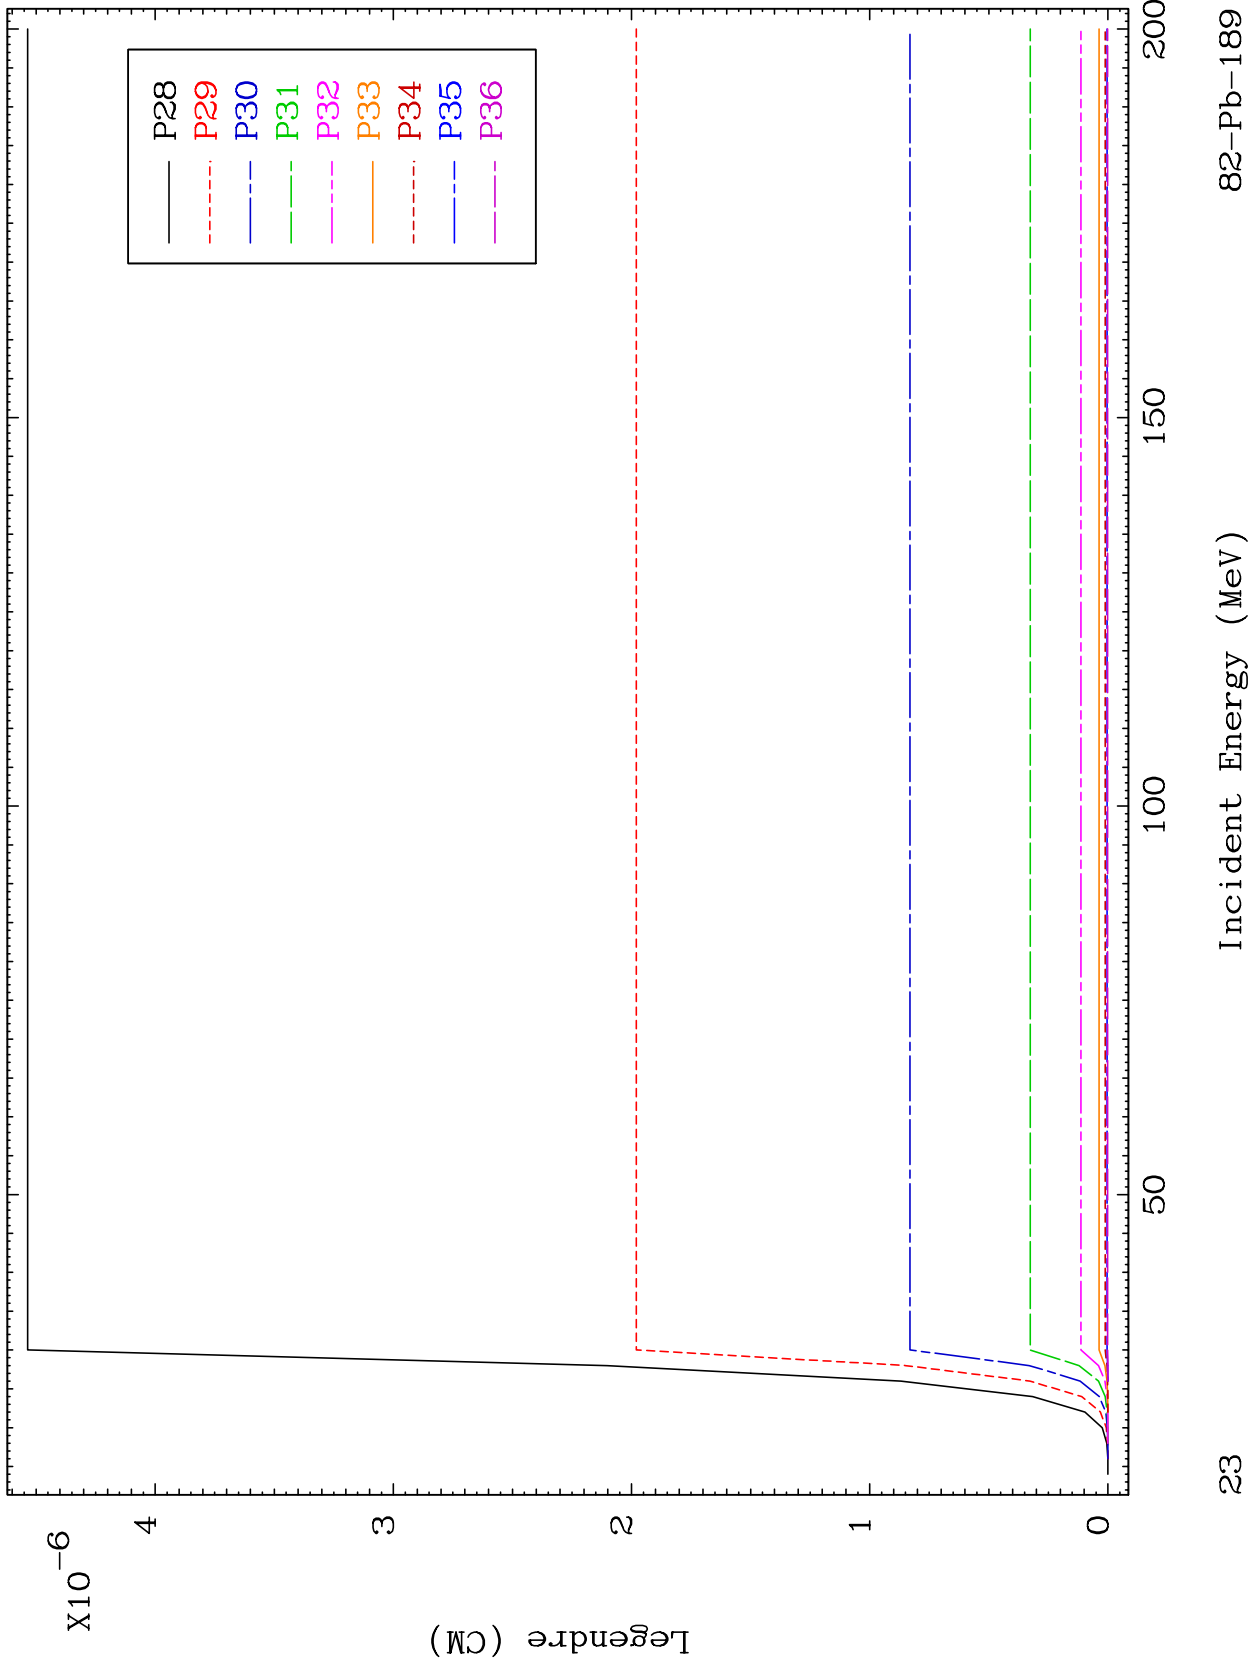 X10-6
Legendre (CM)
4
3
2
1
0
P28
P29
P30
P31
P32
P33
P34
P35
P36
50
100
150
200
23
Incident Energy (MeV)
82-Pb-189